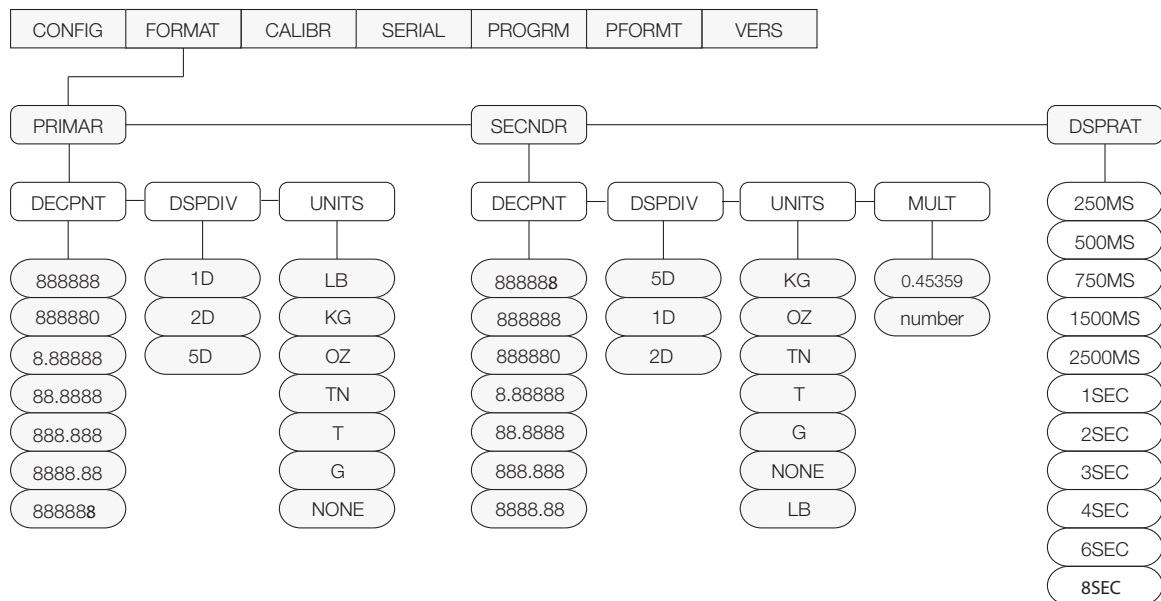 CONFIG FORMAT CALIBR SERIAL PROGRM PFORMT VERS
PRIMAR SECNDR DSPRAT
DECPNT DSPDIV UNITS DECPNT DSPDIV UNITS MULT 250MS
500MS
888888 1D LB 888888 5D KG 0.45359 750MS
888880 2D KG 888888 1D OZ number 1500MS
8.88888 5D OZ 888880 2D TN 2500MS
88.8888 TN 8.88888 T 1SEC
888.888 T 88.8888 G 2SEC
8888.88 G 888.888 NONE 3SEC
888888 NONE 8888.88 LB 4SEC
6SEC
8SEC